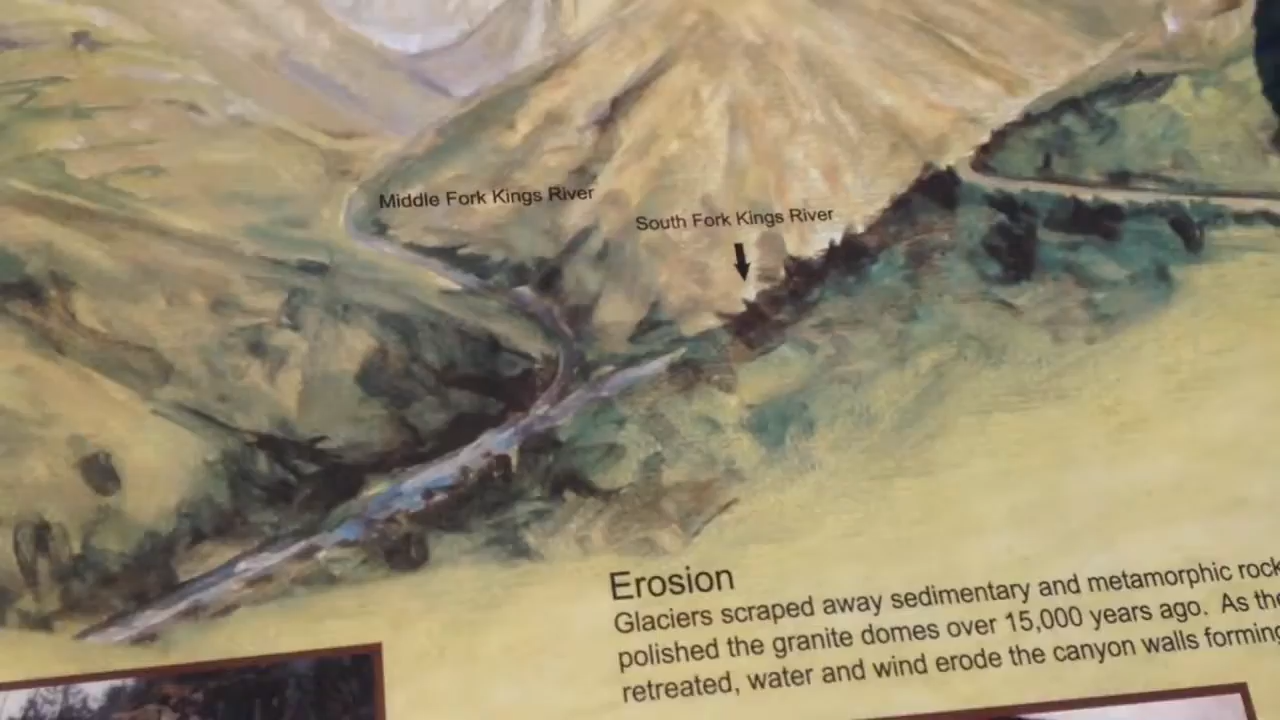 Middle Fork Kings River
South Fork Kings River
Erosion
Glaciers scraped away sedimentary and metamorphic rock
polished the granite domes over 15,000 years ago. As the
retreated, water and wind erode the canyon walls forming